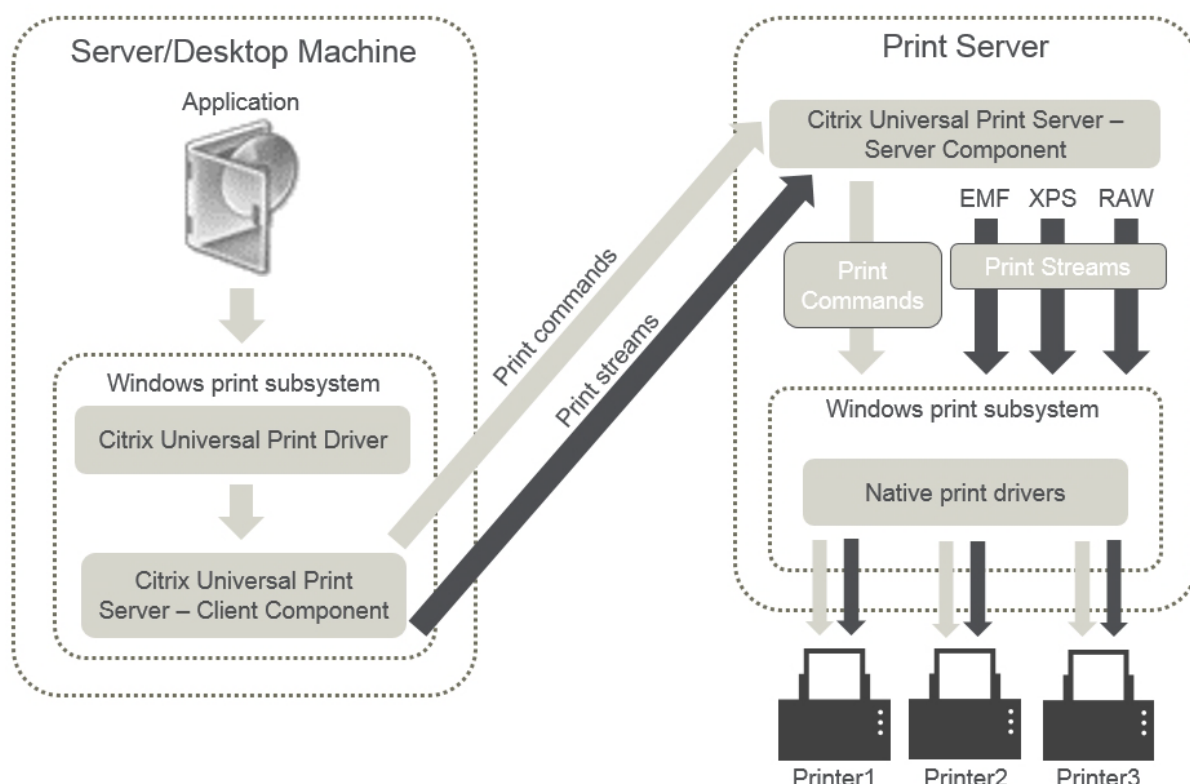 Server/Desktop Machine
Application
Windows print subsystem
Citrix Universal Print Driver
Citrix Universal Print
Server – Client Component
Print commands
Print streams
Print Server
Citrix Universal Print Server –
Server Component
EMF XPS RAW
Print
Commands
Print Streams
Windows print subsystem
Native print drivers
Printer1 Printer2 Printer3